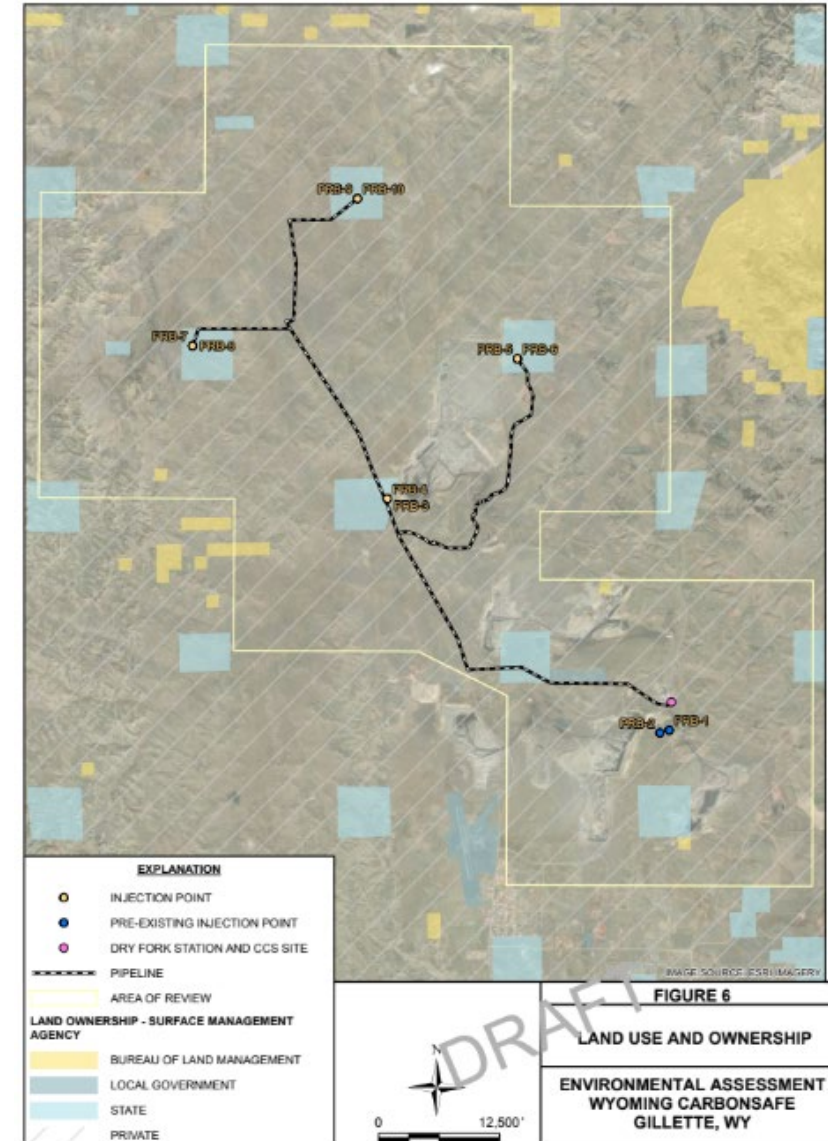 PRB-9 PRB-10
PRB-7
PRB-8
PRB-5 PRB-6
PRB-4
PRB-3
PRB-2 PRB-1
IMAGE SOURCE: ESRI IMAGERY
EXPLANATION
INJECTION POINT
PRE-EXISTING INJECTION POINT
DRY FORK STATION AND CCS SITE
PIPELINE
AREA OF REVIEW
LAND OWNERSHIP - SURFACE MANAGEMENT
AGENCY
BUREAU OF LAND MANAGEMENT
LOCAL GOVERNMENT
STATE
PRIVATE
N
0 12,500'
DRAFT
FIGURE 6
LAND USE AND OWNERSHIP
ENVIRONMENTAL ASSESSMENT
WYOMING CARBONSAFE
GILLETTE, WY